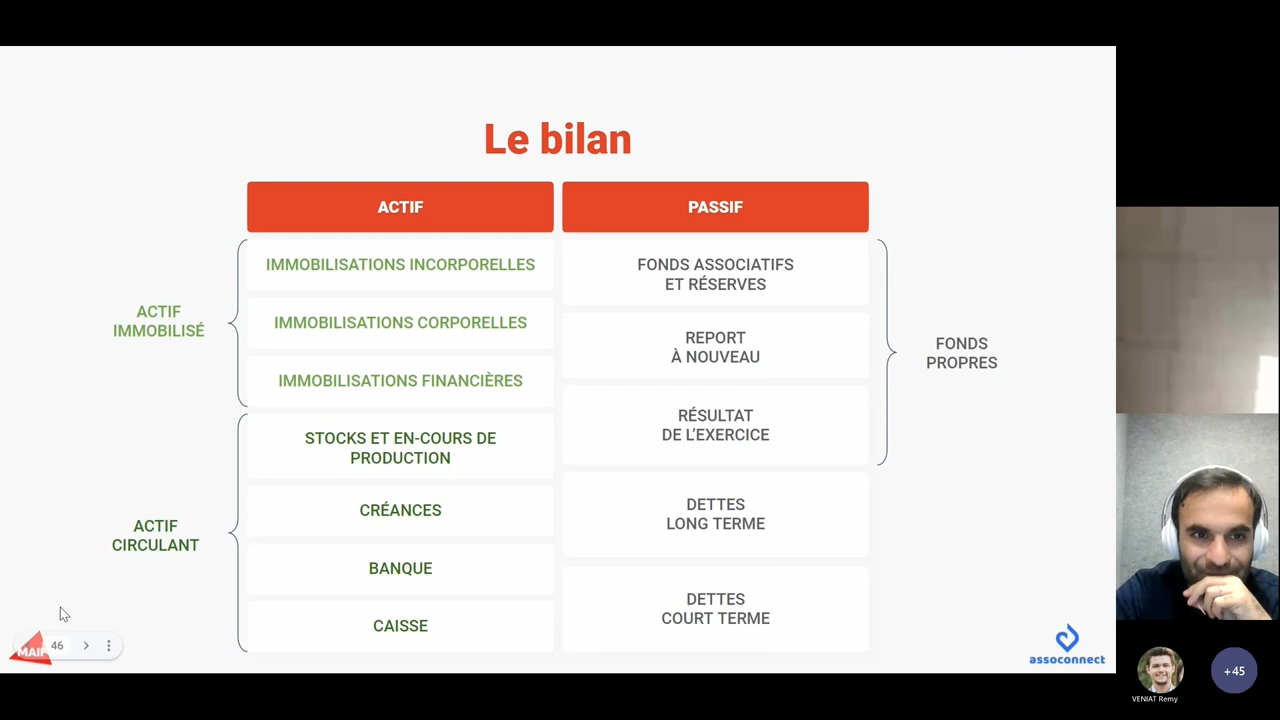 Le bilan
ACTIF
PASSIF
IMMOBILISATIONS INCORPORELLES
IMMOBILISATIONS CORPORELLES
IMMOBILISATIONS FINANCIÈRES
ACTIF
IMMOBILISÉ
STOCKS ET EN-COURS DE
PRODUCTION
CRÉANCES
BANQUE
CAISSE
ACTIF
CIRCULANT
FONDS ASSOCIATIFS
ET RÉSERVES
REPORT
À NOUVEAU
RÉSULTAT
DE L'EXERCICE
FONDS
PROPRES
DETTES
LONG TERME
DETTES
COURT TERME
MAIF
46
assoconnect
VENIAT Remy
+45